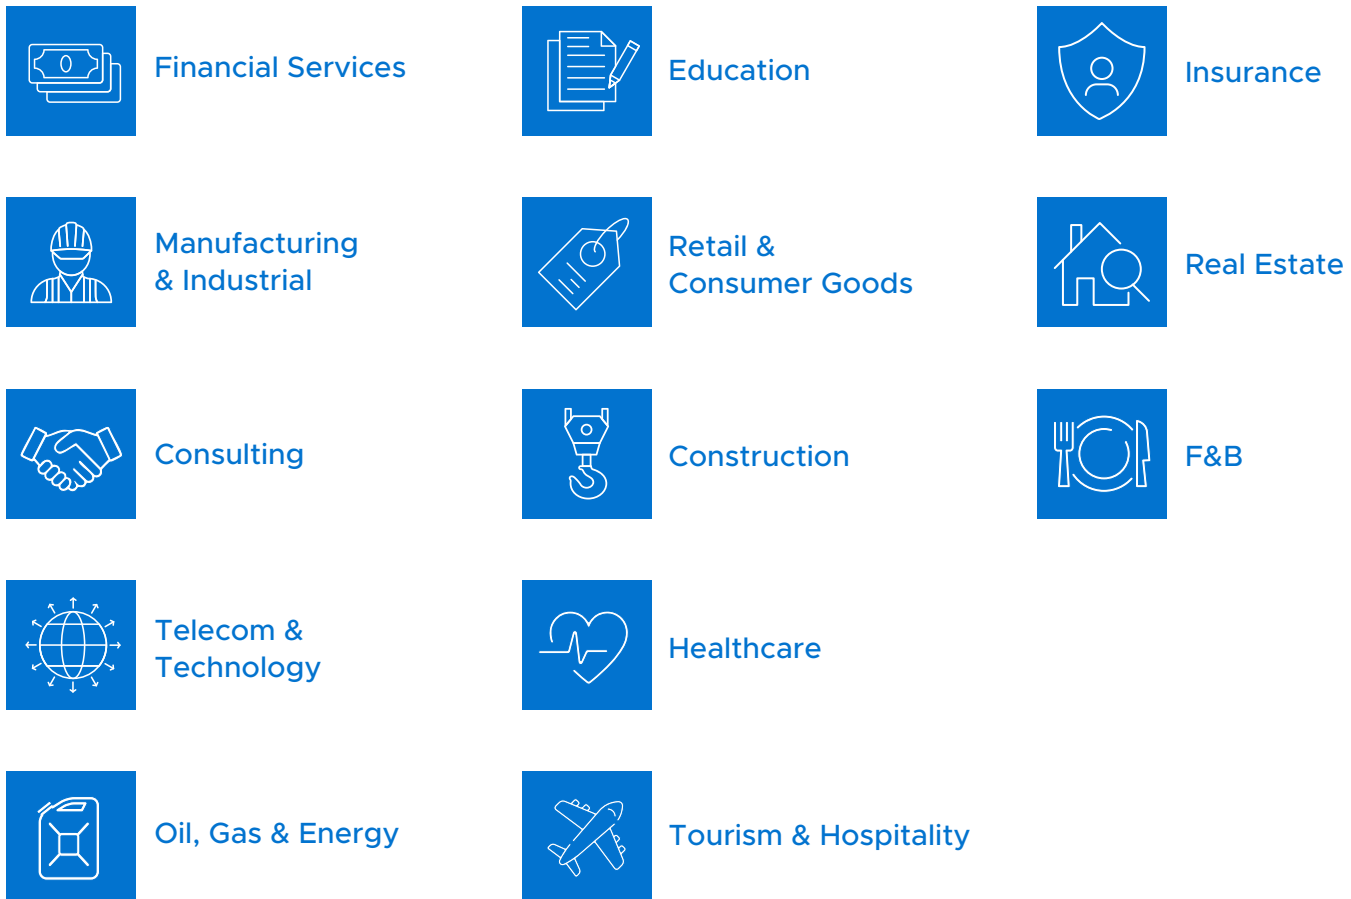 Financial Services
Education
Insurance
Manufacturing
& Industrial
Retail &
Consumer Goods
Real Estate
Consulting
Construction
F&B
Telecom &
Technology
Healthcare
Oil, Gas & Energy
Tourism & Hospitality